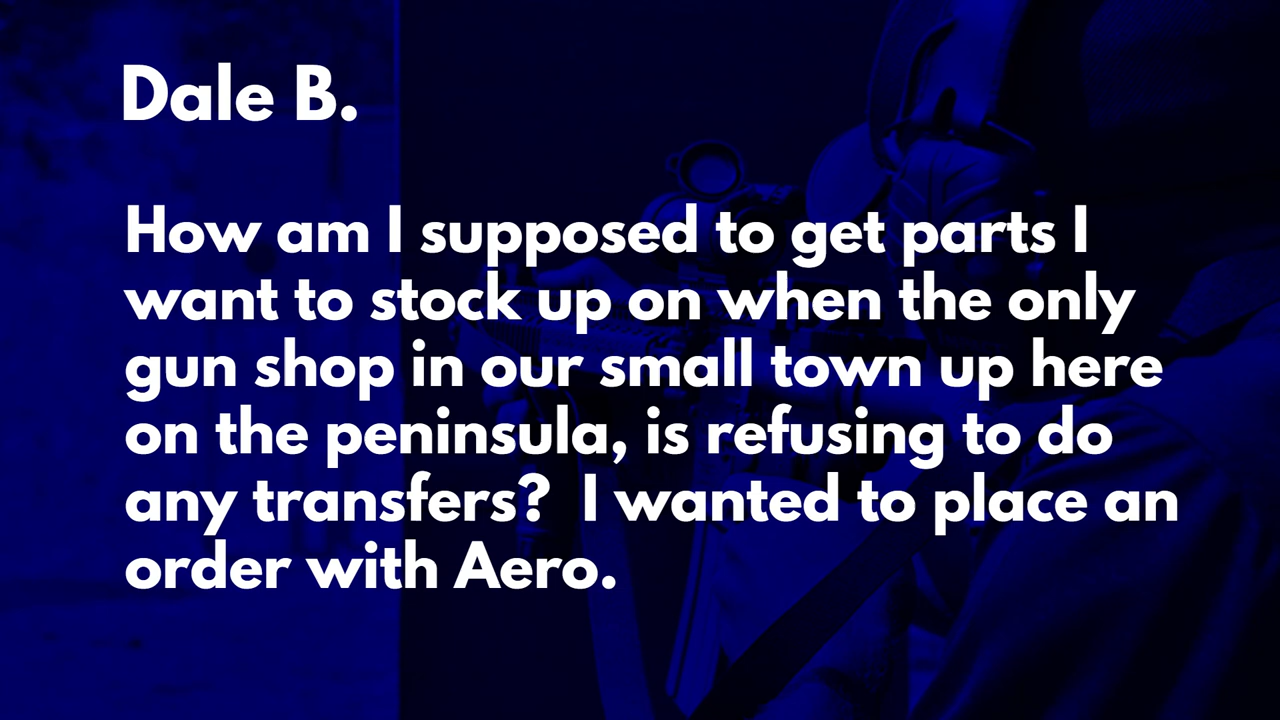 Dale B.
How am I supposed to get parts I
want to stock up on when the only
gun shop in our small town up here
on the peninsula, is refusing to do
any transfers?  I wanted to place an
order with Aero.